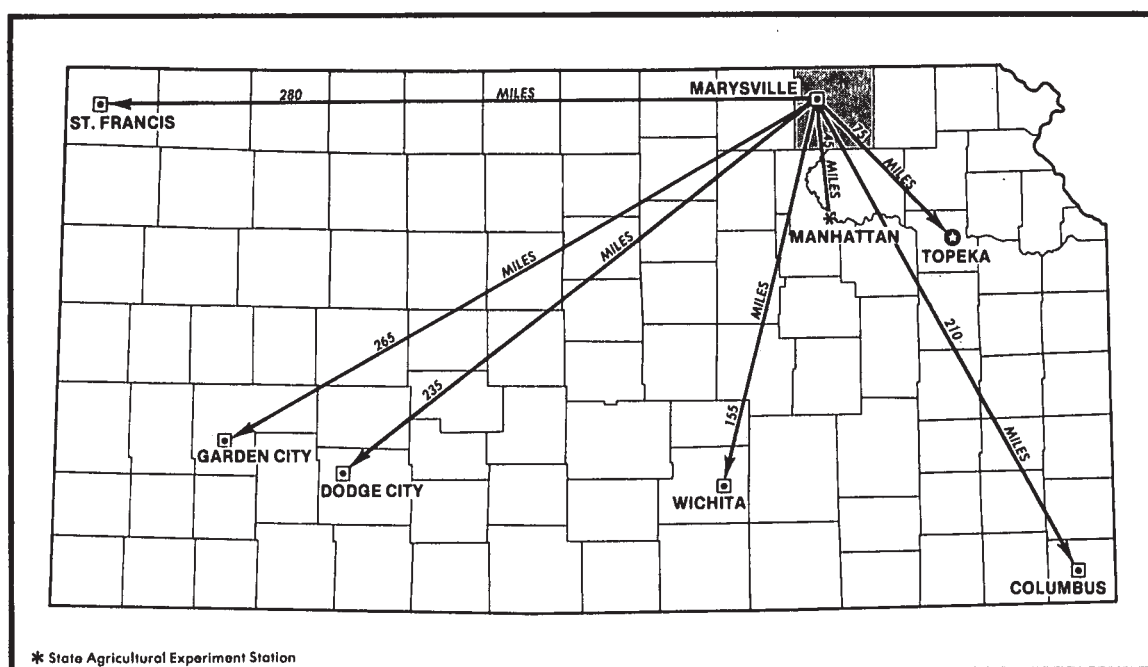 MARYSVILLE
280 MILES
ST. FRANCIS
75 MILES
45 MILES
MANHATTAN
TOPEKA
265 MILES
235 MILES
155 MILES
210 MILES
GARDEN CITY
DODGE CITY
WICHITA
COLUMBUS
* State Agricultural Experiment Station